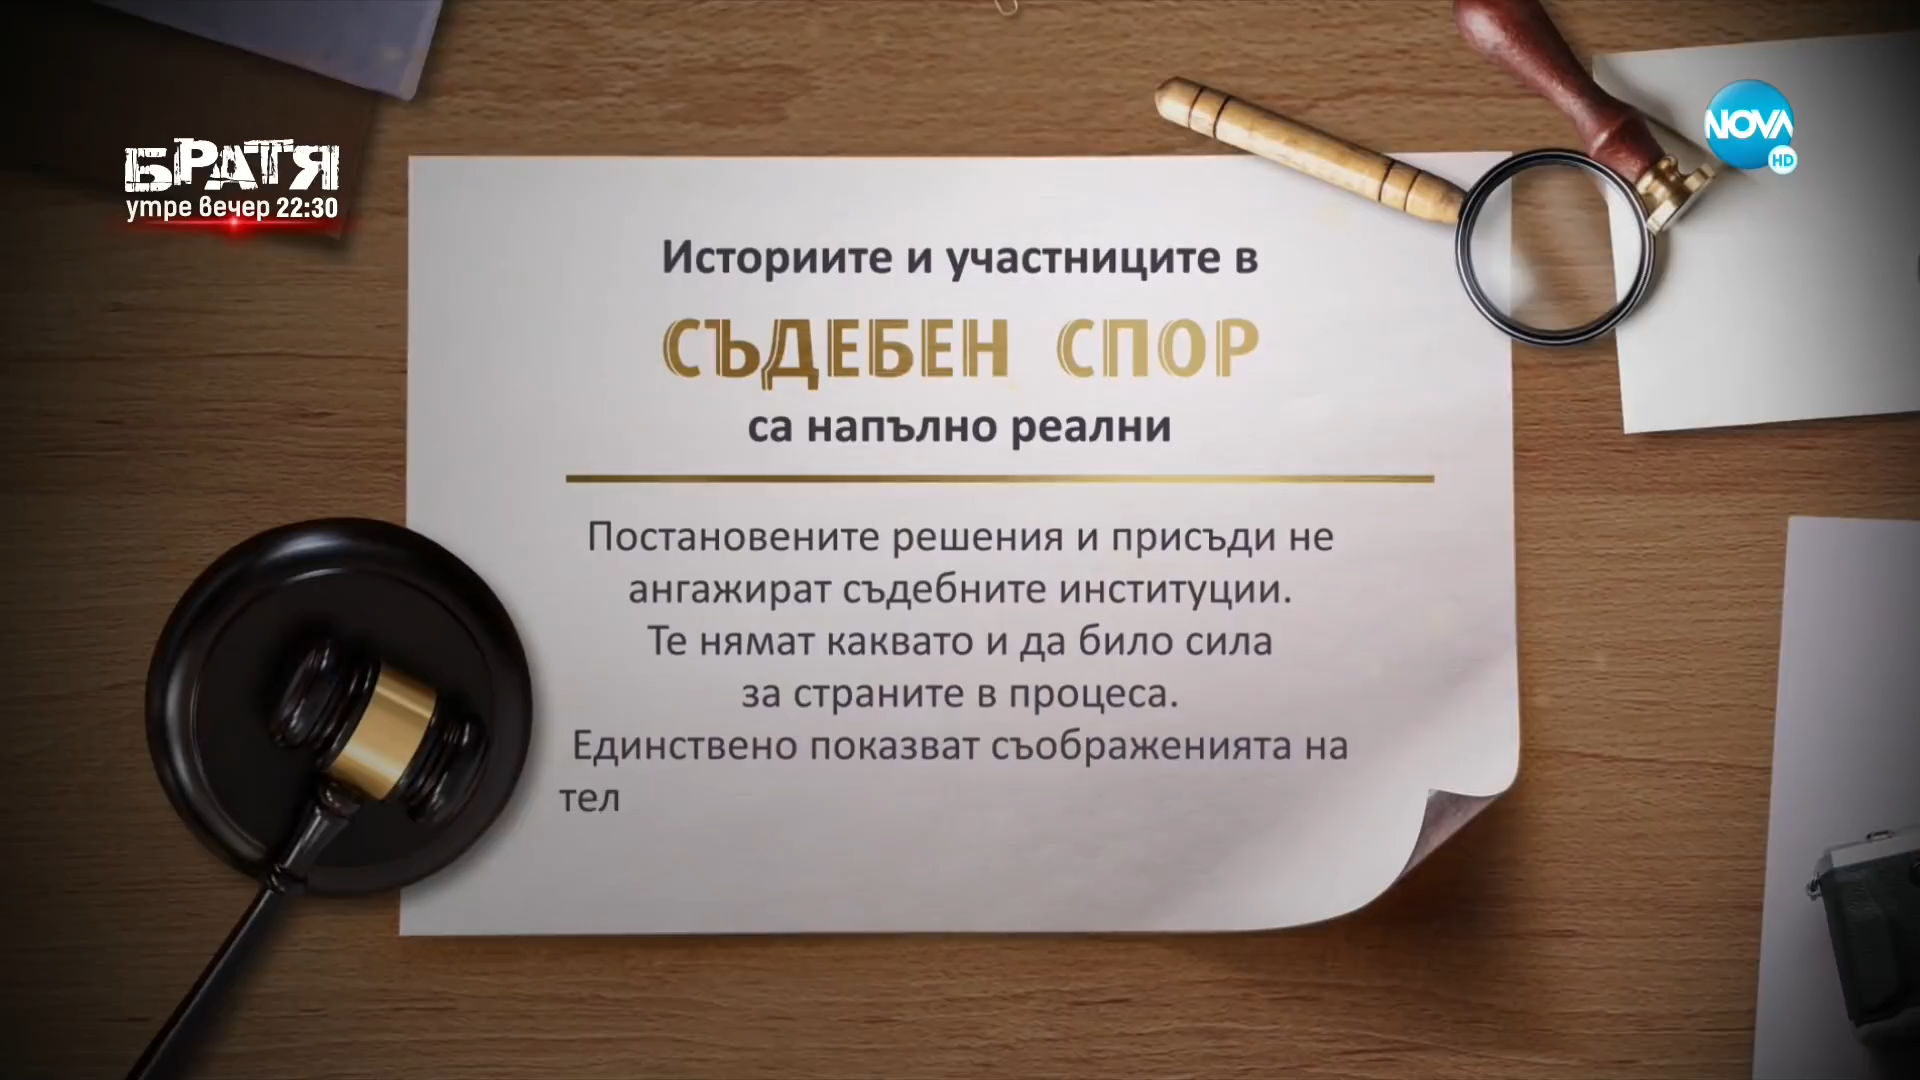 БРАТЯ
утре вечер 22:30
NOVA
HD
Историите и участниците в
СЪДЕБЕН СПОР
са напълно реални
Постановените решения и присъди не
ангажират съдебните институции.
Те нямат каквато и да било сила
за страните в процеса.
Единствено показват съображенията на
тел